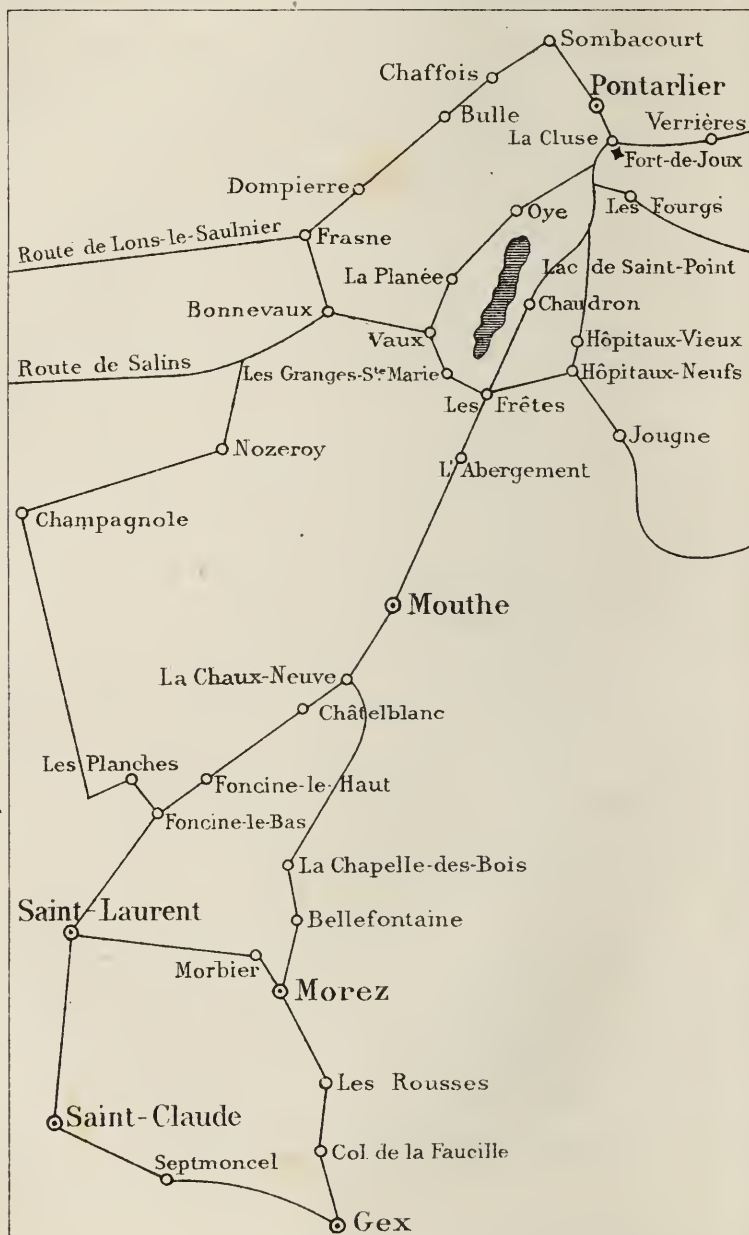 Sombacourt
Chaffois
Pontarlier
Bulle
Verrières
La Cluse
Fort-de-Joux
Dompierre
Oye
Les Fourgs
Route de Lons-le-Saulnier
Frasne
La Planée
Lac de Saint-Point
Bonnevaux
Chaudron
Vaux
Hôpitaux-Vieux
Route de Salins
Les Granges-Ste Marie
Hôpitaux-Neufs
Les Frêtes
Nozeroy
Jougne
L'Abergement
Champagnole
Mouthe
La Chaux-Neuve
Châtelblanc
Les Planches
Foncine-le-Haut
Foncine-le-Bas
La Chapelle-des-Bois
Saint-Laurent
Bellefontaine
Morbier
Morez
Les Rousses
Saint-Claude
Septmoncel
Col de la Faucille
Gex